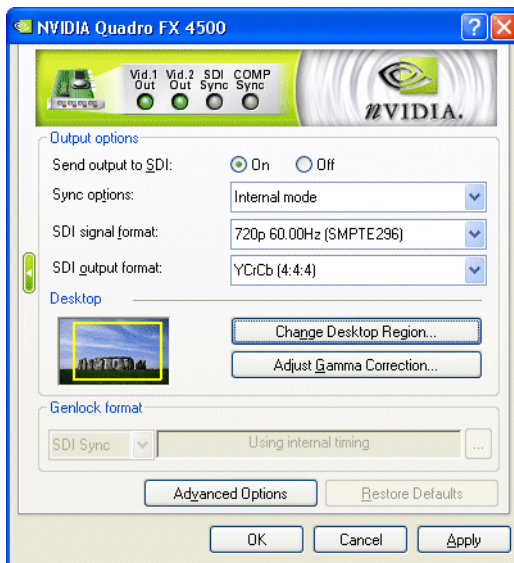 NVIDIA Quadro FX 4500
Vid.1 Vid.2 SDI COMP
Out Out Sync Sync
nVIDIA.
Output options
Send output to SDI: On Off
Sync options: Internal mode
SDI signal format: 720p 60.00Hz (SMPTE296)
SDI output format: YCrCb (4:4:4)
Desktop
Change Desktop Region...
Adjust Gamma Correction...
Genlock format
SDI Sync Using internal timing ...
Advanced Options Restore Defaults
OK Cancel Apply